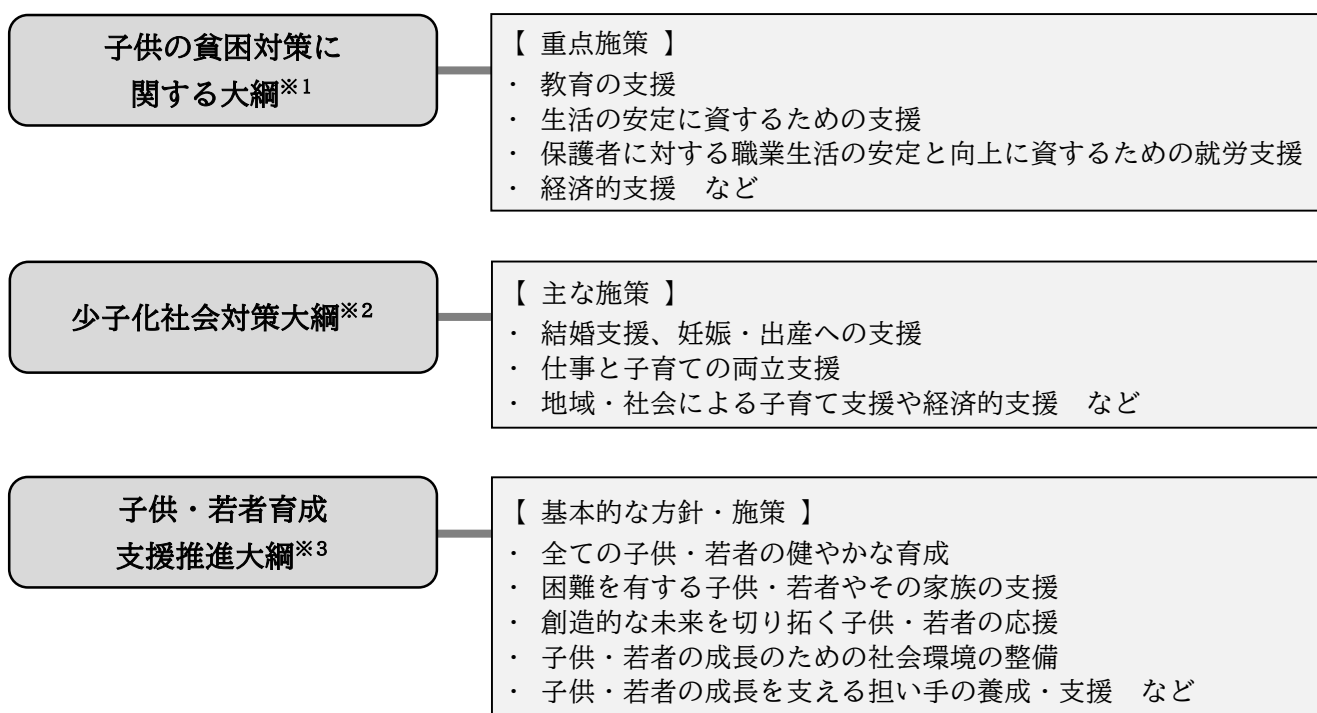 子供の貧困対策に
関する大綱※1
【 重点施策 】
・ 教育の支援
・ 生活の安定に資するための支援
・ 保護者に対する職業生活の安定と向上に資するための就労支援
・ 経済的支援　など
少子化社会対策大綱※2
【 主な施策 】
・ 結婚支援、妊娠・出産への支援
・ 仕事と子育ての両立支援
・ 地域・社会による子育て支援や経済的支援　など
子供・若者育成
支援推進大綱※3
【 基本的な方針・施策 】
・ 全ての子供・若者の健やかな育成
・ 困難を有する子供・若者やその家族の支援
・ 創造的な未来を切り拓く子供・若者の応援
・ 子供・若者の成長のための社会環境の整備
・ 子供・若者の成長を支える担い手の養成・支援　など